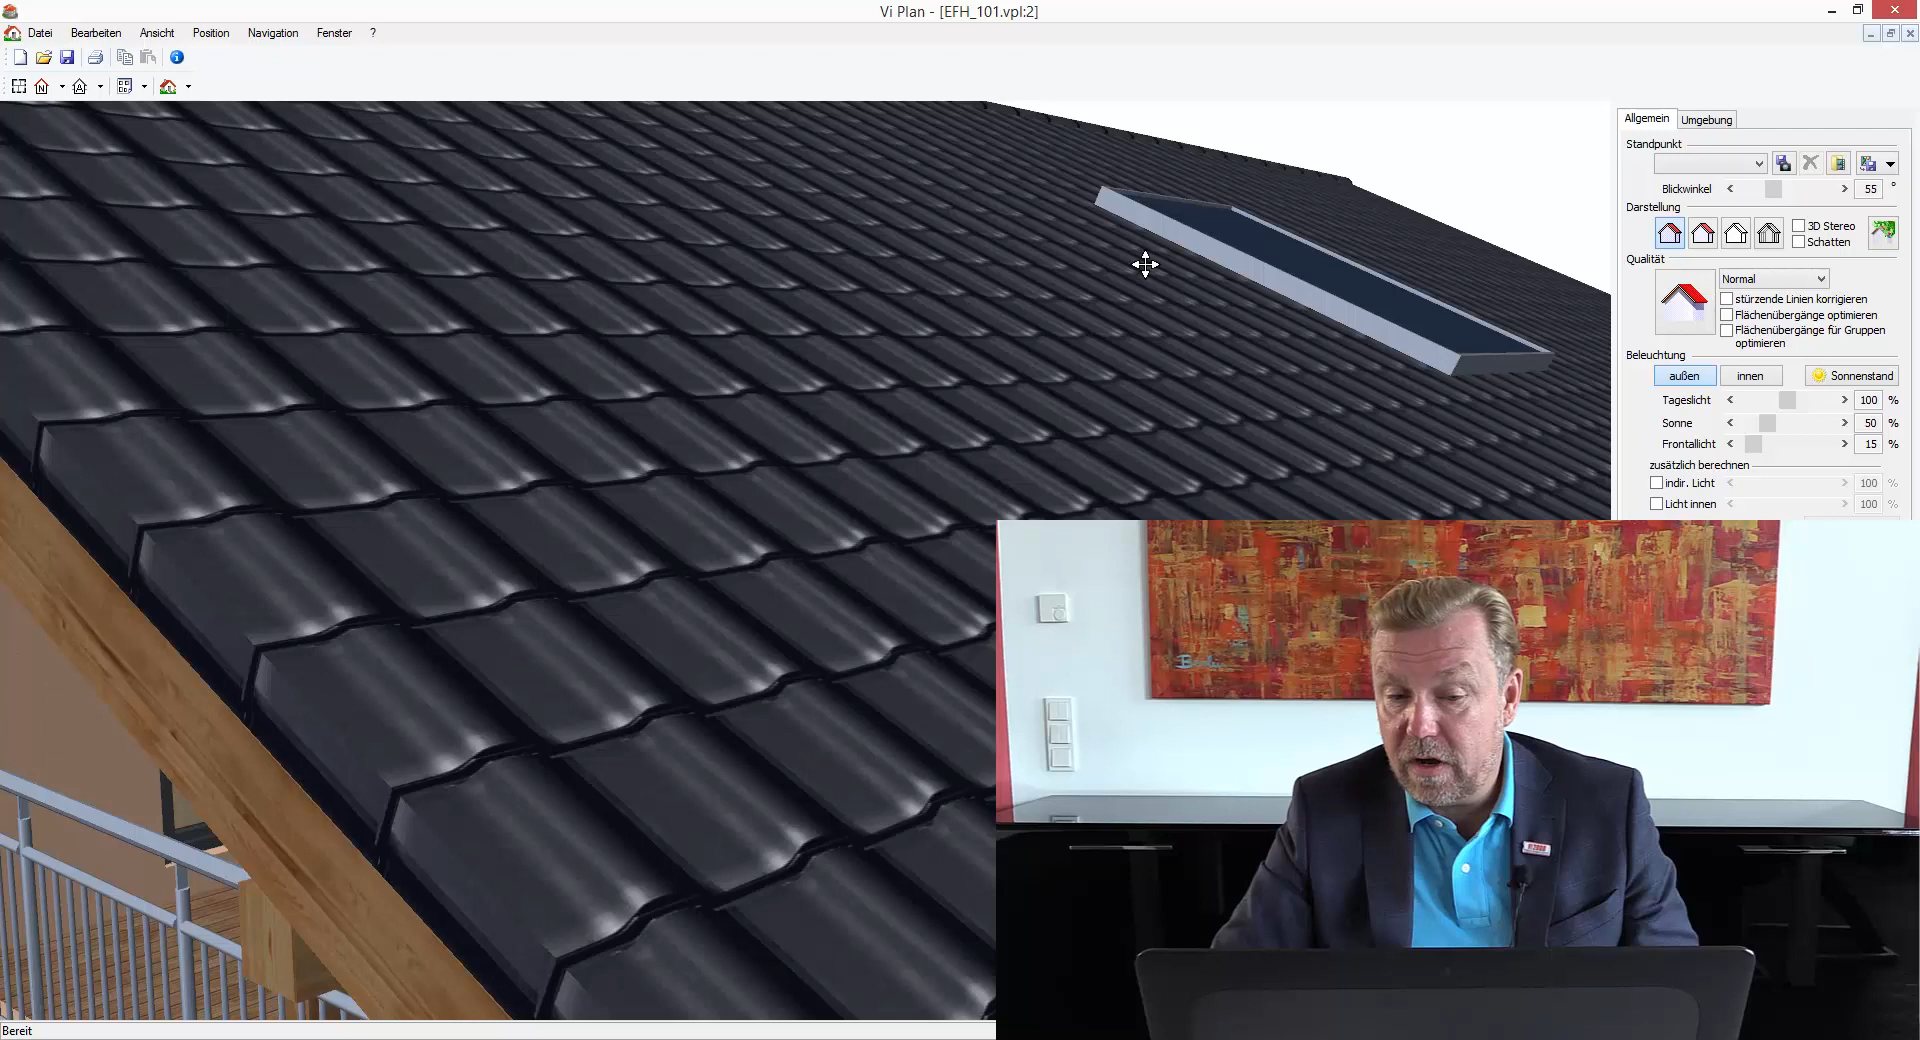 Vi Plan - [EFH_101.vpl:2]
Datei Bearbeiten Ansicht Position Navigation Fenster ?
Allgemein Umgebung
Standpunkt
Blickwinkel 55 °
Darstellung
3D Stereo
Schatten
Qualität
Normal
stürzende Linien korrigieren
Flächenübergänge optimieren
Flächenübergänge für Gruppen
optimieren
Beleuchtung
außen innen Sonnenstand
Tageslicht 100 %
Sonne 50 %
Frontallicht 15 %
zusätzlich berechnen
indir. Licht 100 %
Licht innen 100 %
Bereit